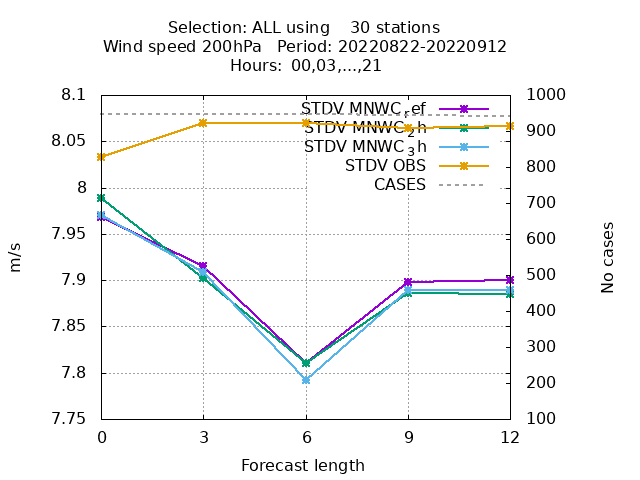 Selection: ALL using    30 stations
Wind speed 200hPa   Period: 20220822-20220912
Hours:  00,03,...,21
8.1
8.05
8
7.95
7.9
7.85
7.8
7.75
m/s
STDV MNWC_ref
STDV MNWC_2h
STDV MNWC_3h
STDV OBS
CASES
1000
900
800
700
600
500
400
300
200
100
No cases
0 3 6 9 12
Forecast length